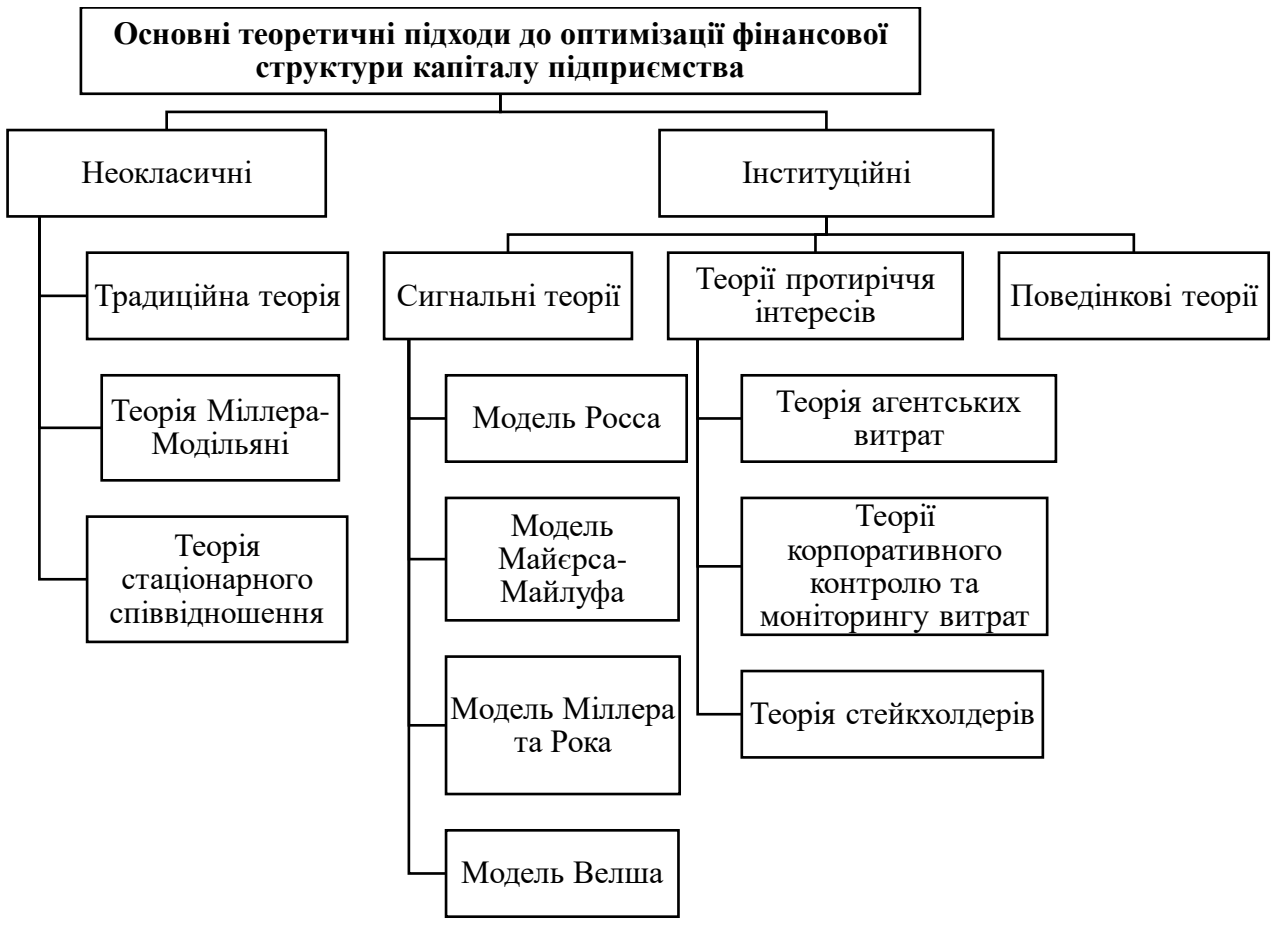 Основні теоретичні підходи до оптимізації фінансової
структури капіталу підприємства
Неокласичні
Інституційні
Традиційна теорія
Сигнальні теорії
Теорії протиріччя
інтересів
Поведінкові теорії
Теорія Міллера-
Модільяні
Модель Росса
Теорія агентських
витрат
Теорія
стаціонарного
співвідношення
Модель
Майєрса-
Майлуфа
Теорії
корпоративного
контролю та
моніторингу витрат
Модель Міллера
та Рока
Теорія стейкхолдерів
Модель Велша